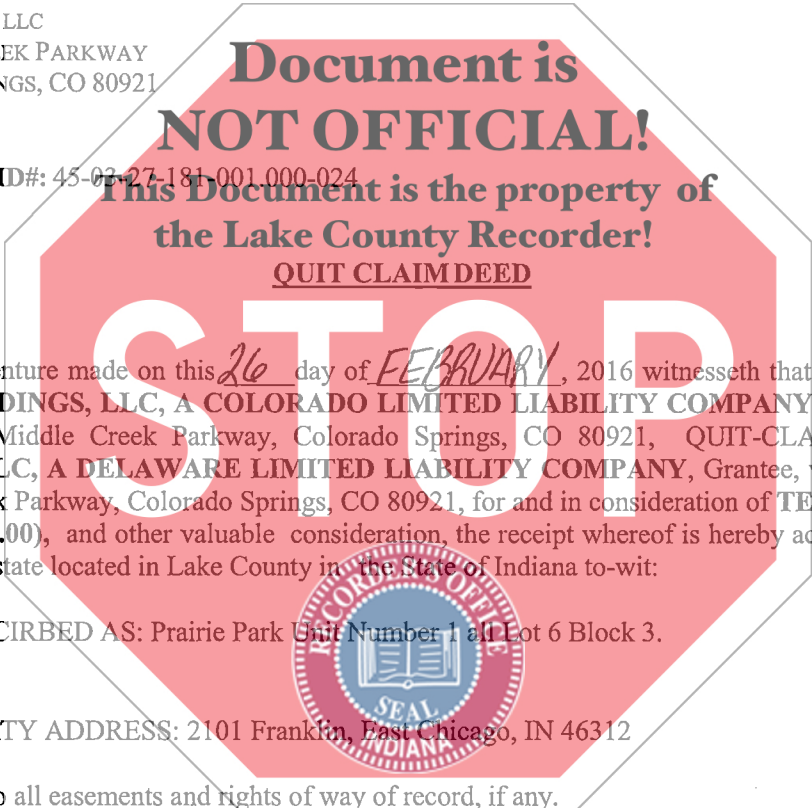 LLC
EK PARKWAY
NGS, CO 80921
Document is
NOT OFFICIAL!
D#: 45-03-27-181-001.000-024
This Document is the property of
the Lake County Recorder!
QUIT CLAIM DEED
STOP
nture made on this 26 day of FEBRUARY, 2016 witnesseth that
DINGS, LLC, A COLORADO LIMITED LIABILITY COMPANY
Middle Creek Parkway, Colorado Springs, CO 80921, QUIT-CLA
LC, A DELAWARE LIMITED LIABILITY COMPANY, Grantee,
k Parkway, Colorado Springs, CO 80921, for and in consideration of TE
.00), and other valuable consideration, the receipt whereof is hereby ac
state located in Lake County in the State of Indiana to-wit:
CIRBED AS: Prairie Park Unit Number 1 all Lot 6 Block 3.
RECORDER'S OFFICE
SEAL
INDIANA
TY ADDRESS: 2101 Franklin, East Chicago, IN 46312
o all easements and rights of way of record, if any.